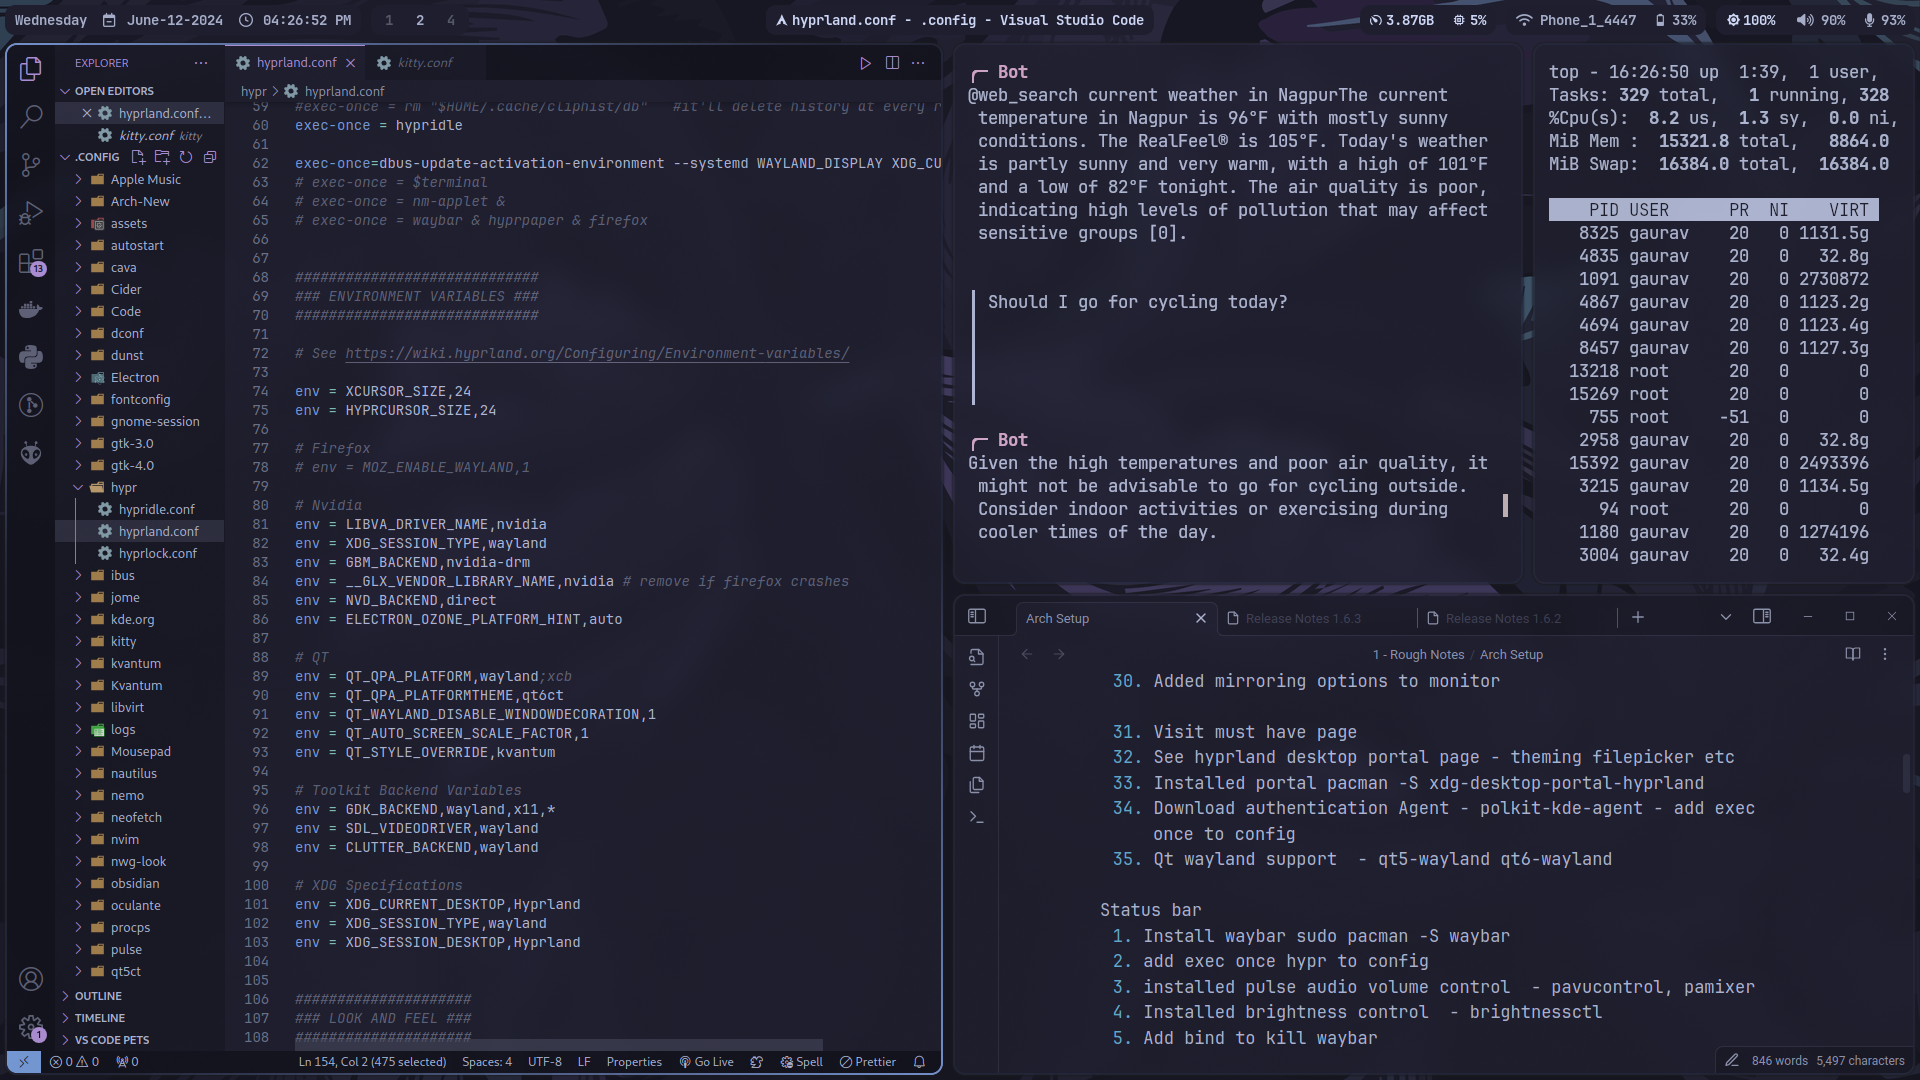 Wednesday June-12-2024 04:26:52 PM 1 2 4
hyprland.conf - .config - Visual Studio Code
3.87GB 5% Phone_1_4447 33% 100% 90% 93%
EXPLORER
OPEN EDITORS
hyprland.conf...
kitty.conf kitty
.CONFIG
Apple Music
Arch-New
assets
autostart
cava
Cider
Code
dconf
dunst
Electron
fontconfig
gnome-session
gtk-3.0
gtk-4.0
hypr
hypridle.conf
hyprland.conf
hyprlock.conf
ibus
jome
kde.org
kitty
kvantum
Kvantum
libvirt
logs
Mousepad
nautilus
nemo
neofetch
nvim
nwg-look
obsidian
oculante
procps
pulse
qt5ct
OUTLINE
TIMELINE
VS CODE PETS
13
1
hyprland.conf kitty.conf
hypr > hyprland.conf
59 #exec-once = rm "$HOME/.cache/cliphist/db" #it'll delete history at every r
60 exec-once = hypridle
61
62 exec-once=dbus-update-activation-environment --systemd WAYLAND_DISPLAY XDG_CU
63 # exec-once = $terminal
64 # exec-once = nm-applet &
65 # exec-once = waybar & hyprpaper & firefox
66
67
68 #############################
69 ### ENVIRONMENT VARIABLES ###
70 #############################
71
72 # See https://wiki.hyprland.org/Configuring/Environment-variables/
73
74 env = XCURSOR_SIZE,24
75 env = HYPRCURSOR_SIZE,24
76
77 # Firefox
78 # env = MOZ_ENABLE_WAYLAND,1
79
80 # Nvidia
81 env = LIBVA_DRIVER_NAME,nvidia
82 env = XDG_SESSION_TYPE,wayland
83 env = GBM_BACKEND,nvidia-drm
84 env = __GLX_VENDOR_LIBRARY_NAME,nvidia # remove if firefox crashes
85 env = NVD_BACKEND,direct
86 env = ELECTRON_OZONE_PLATFORM_HINT,auto
87
88 # QT
89 env = QT_QPA_PLATFORM,wayland;xcb
90 env = QT_QPA_PLATFORMTHEME,qt6ct
91 env = QT_WAYLAND_DISABLE_WINDOWDECORATION,1
92 env = QT_AUTO_SCREEN_SCALE_FACTOR,1
93 env = QT_STYLE_OVERRIDE,kvantum
94
95 # Toolkit Backend Variables
96 env = GDK_BACKEND,wayland,x11,*
97 env = SDL_VIDEODRIVER,wayland
98 env = CLUTTER_BACKEND,wayland
99
100 # XDG Specifications
101 env = XDG_CURRENT_DESKTOP,Hyprland
102 env = XDG_SESSION_TYPE,wayland
103 env = XDG_SESSION_DESKTOP,Hyprland
104
105
106 #####################
107 ### LOOK AND FEEL ###
108 #####################
0 0 0 Ln 154, Col 2 (475 selected) Spaces: 4 UTF-8 LF Properties Go Live Spell Prettier
Bot
@web_search current weather in NagpurThe current
temperature in Nagpur is 96°F with mostly sunny
conditions. The RealFeel® is 105°F. Today's weather
is partly sunny and very warm, with a high of 101°F
and a low of 82°F tonight. The air quality is poor,
indicating high levels of pollution that may affect
sensitive groups [0].
Should I go for cycling today?
Bot
Given the high temperatures and poor air quality, it
might not be advisable to go for cycling outside.
Consider indoor activities or exercising during
cooler times of the day.
top - 16:26:50 up 1:39, 1 user,
Tasks: 329 total, 1 running, 328
%Cpu(s): 8.2 us, 1.3 sy, 0.0 ni,
MiB Mem : 15321.8 total, 8864.0
MiB Swap: 16384.0 total, 16384.0
PID USER PR NI VIRT
8325 gaurav 20 0 1131.5g
4835 gaurav 20 0 32.8g
1091 gaurav 20 0 2730872
4867 gaurav 20 0 1123.2g
4694 gaurav 20 0 1123.4g
8457 gaurav 20 0 1127.3g
13218 root 20 0 0
15269 root 20 0 0
755 root -51 0 0
2958 gaurav 20 0 32.8g
15392 gaurav 20 0 2493396
3215 gaurav 20 0 1134.5g
94 root 20 0 0
1180 gaurav 20 0 1274196
3004 gaurav 20 0 32.4g
Arch Setup Release Notes 1.6.3 Release Notes 1.6.2
1 - Rough Notes / Arch Setup
30. Added mirroring options to monitor
31. Visit must have page
32. See hyprland desktop portal page - theming filepicker etc
33. Installed portal pacman -S xdg-desktop-portal-hyprland
34. Download authentication Agent - polkit-kde-agent - add exec
once to config
35. Qt wayland support - qt5-wayland qt6-wayland
Status bar
1. Install waybar sudo pacman -S waybar
2. add exec once hypr to config
3. installed pulse audio volume control - pavucontrol, pamixer
4. Installed brightness control - brightnessctl
5. Add bind to kill waybar
846 words 5,497 characters